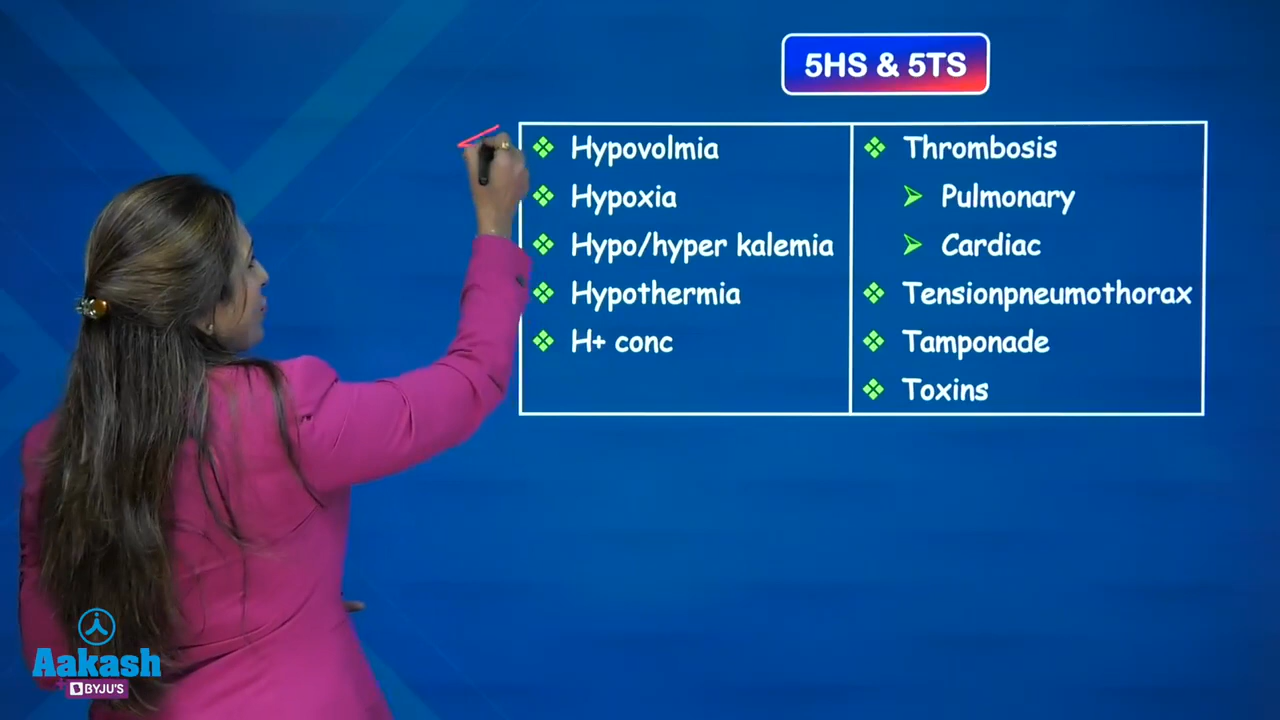 5HS & 5TS
Hypovolmia
Hypoxia
Hypo/hyper kalemia
Hypothermia
H+ conc
Thrombosis
Pulmonary
Cardiac
Tensionpneumothorax
Tamponade
Toxins
Aakash
BYJU'S